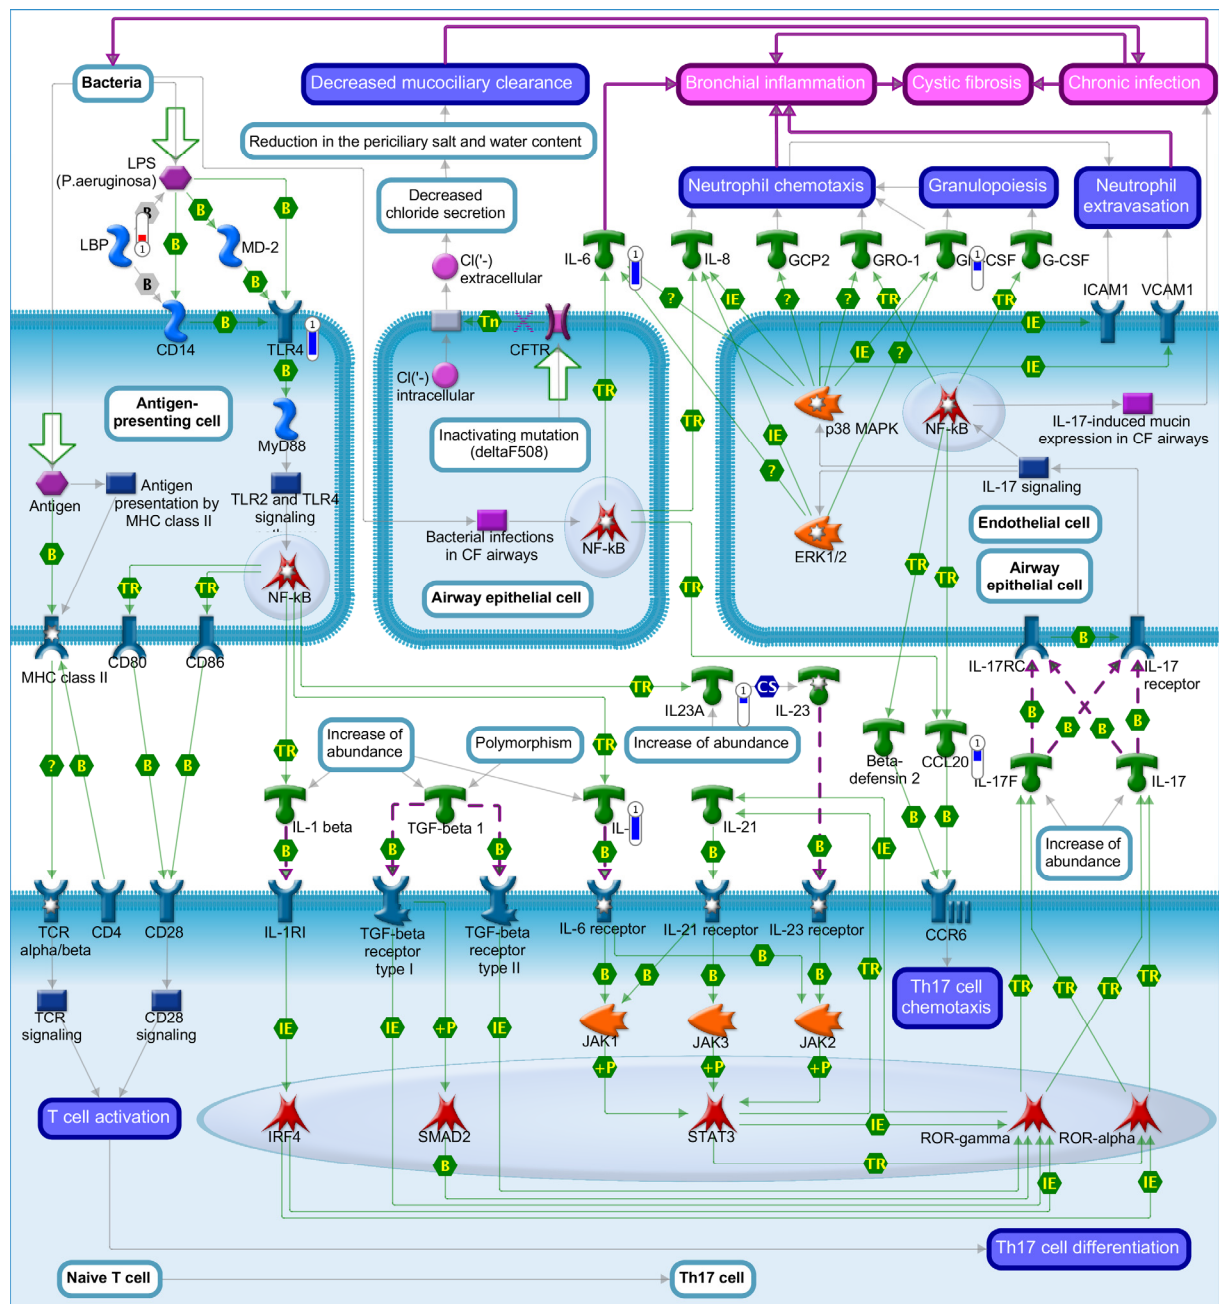 Bacteria
Decreased mucociliary clearance
Bronchial inflammation
Cystic fibrosis
Chronic infection
Reduction in the periciliary salt and water content
LPS
(P.aeruginosa)
Decreased
chloride secretion
Neutrophil chemotaxis
Granulopoiesis
Neutrophil
extravasation
B
B
B
B
LBP
1
MD-2
Cl('-)
extracellular
IL-6
1
IL-8
GCP2
GRO-1
1
G-CSF
B
B
?
IE
?
?
TR
TR
ICAM1
VCAM1
CD14
B
TLR4
1
Tn
CFTR
IE
IE
?
IE
B
Cl('-)
intracellular
TR
Antigen-
presenting cell
MyD88
Inactivating mutation
(deltaF508)
TR
IE
?
p38 MAPK
NF-kB
IL-17-induced mucin
expression in CF airways
Antigen
Antigen
presentation by
MHC class II
TLR2 and TLR4
signaling
IL-17 signaling
Bacterial infections
in CF airways
NF-kB
ERK1/2
Endothelial cell
B
TR
TR
NF-kB
Airway epithelial cell
TR
TR
TR
Airway
epithelial cell
MHC class II
CD80
CD86
IL-17RC
B
IL-17
receptor
TR
IL23A
1
CS
IL-23
B
B
B
B
Increase of
abundance
Polymorphism
Increase of abundance
TR
TR
?
B
B
B
Beta-
defensin 2
CCL20
1
IL-17F
IL-17
IL-1 beta
TGF-beta 1
1
IL-21
B
B
IE
Increase of
abundance
B
B
B
B
B
B
TCR
alpha/beta
CD4
CD28
IL-1RI
TGF-beta
receptor
type I
TGF-beta
receptor
type II
IL-6 receptor
IL-21 receptor
IL-23 receptor
CCR6
B
B
B
B
B
TR
TR
TR
TR
TR
Th17 cell
chemotaxis
TCR
signaling
CD28
signaling
IE
IE
+P
IE
JAK1
JAK3
JAK2
+P
+P
+P
T cell activation
IRF4
SMAD2
STAT3
IE
ROR-gamma
ROR-alpha
B
TR
IE
IE
Th17 cell differentiation
Naive T cell
Th17 cell